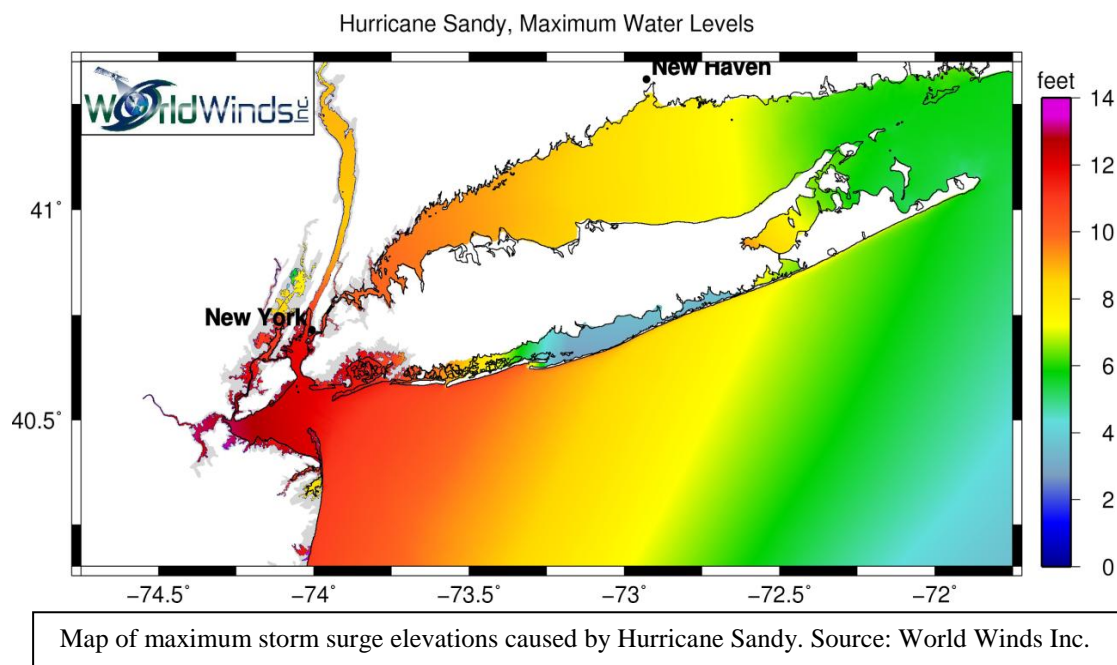 Hurricane Sandy, Maximum Water Levels
WorldWinds Inc.
New Haven
New York
41°
40.5°
−74.5 −74 −73.5 −73 −72.5 −72
feet
14
12
10
8
6
4
2
0
Map of maximum storm surge elevations caused by Hurricane Sandy. Source: World Winds Inc.